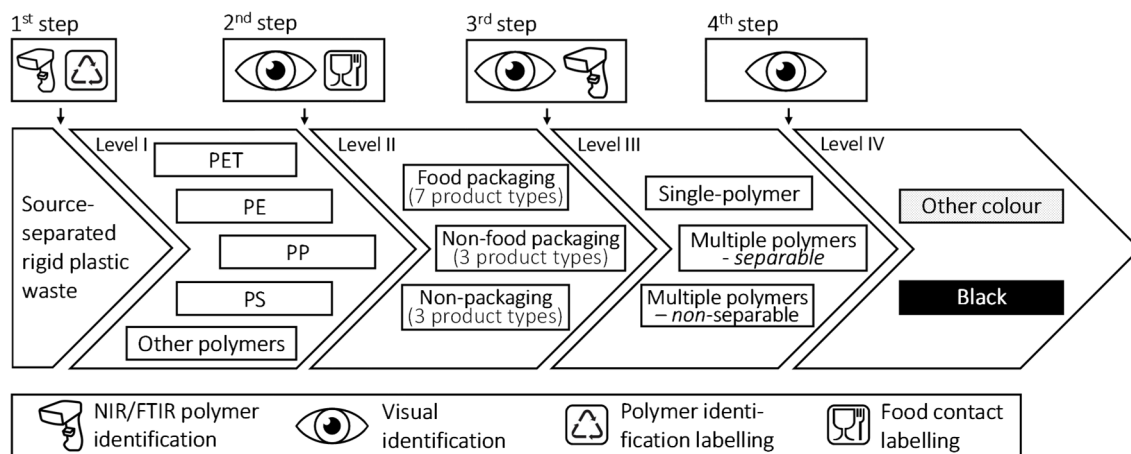 1st step
2nd step
3rd step
4th step
Level I
Level II
Level III
Level IV
Source-
separated
rigid plastic
waste
PET
PE
PP
PS
Other polymers
Food packaging
(7 product types)
Non-food packaging
(3 product types)
Non-packaging
(3 product types)
Single-polymer
Multiple polymers
- separable
Multiple polymers
– non-separable
Other colour
Black
NIR/FTIR polymer
identification
Visual
identification
Polymer identi-
fication labelling
Food contact
labelling